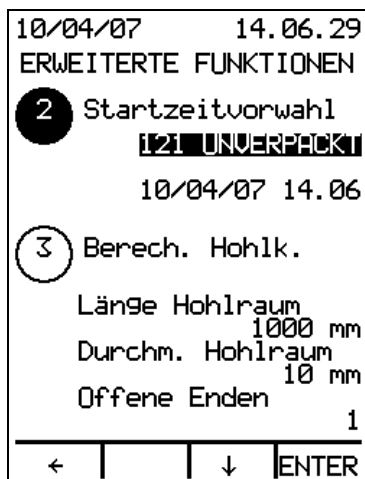 10/04/07 14.06.29
ERWEITERTE FUNKTIONEN
2 Startzeitvorwahl
121 UNVERPACKT
10/04/07 14.06
3 Berech. Hohlk.
Länge Hohlraum
1000 mm
Durchm. Hohlraum
10 mm
Offene Enden
1
← ↓ ENTER